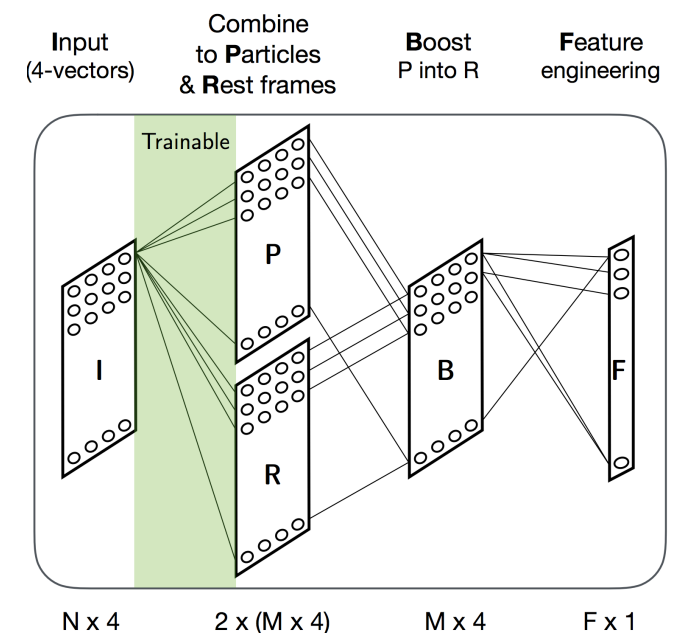 Input
(4-vectors)
Combine
to Particles
& Rest frames
Boost
P into R
Feature
engineering
Trainable
P
I
B
F
R
N x 4
2 x (M x 4)
M x 4
F x 1